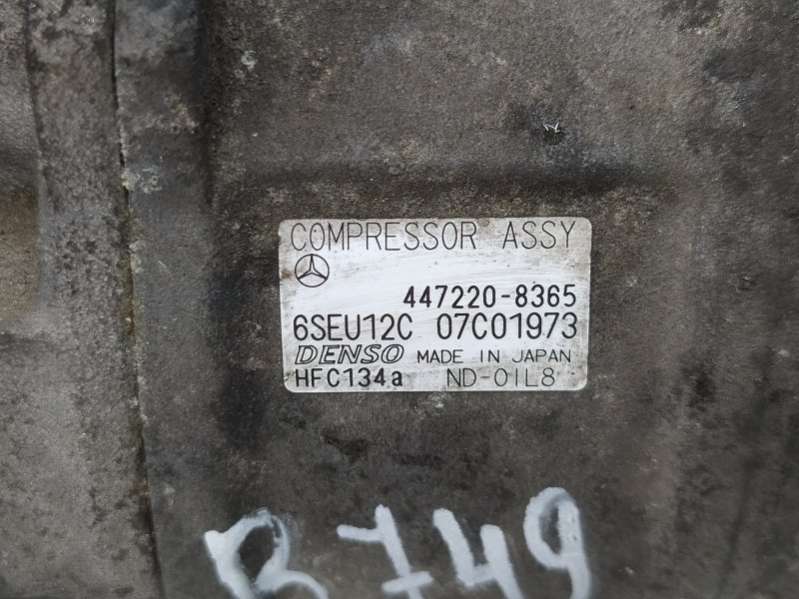 COMPRESSOR ASSY
447220-8365
6SEU12C 07C01973
DENSO MADE IN JAPAN
HFC134a ND-OIL8
B749